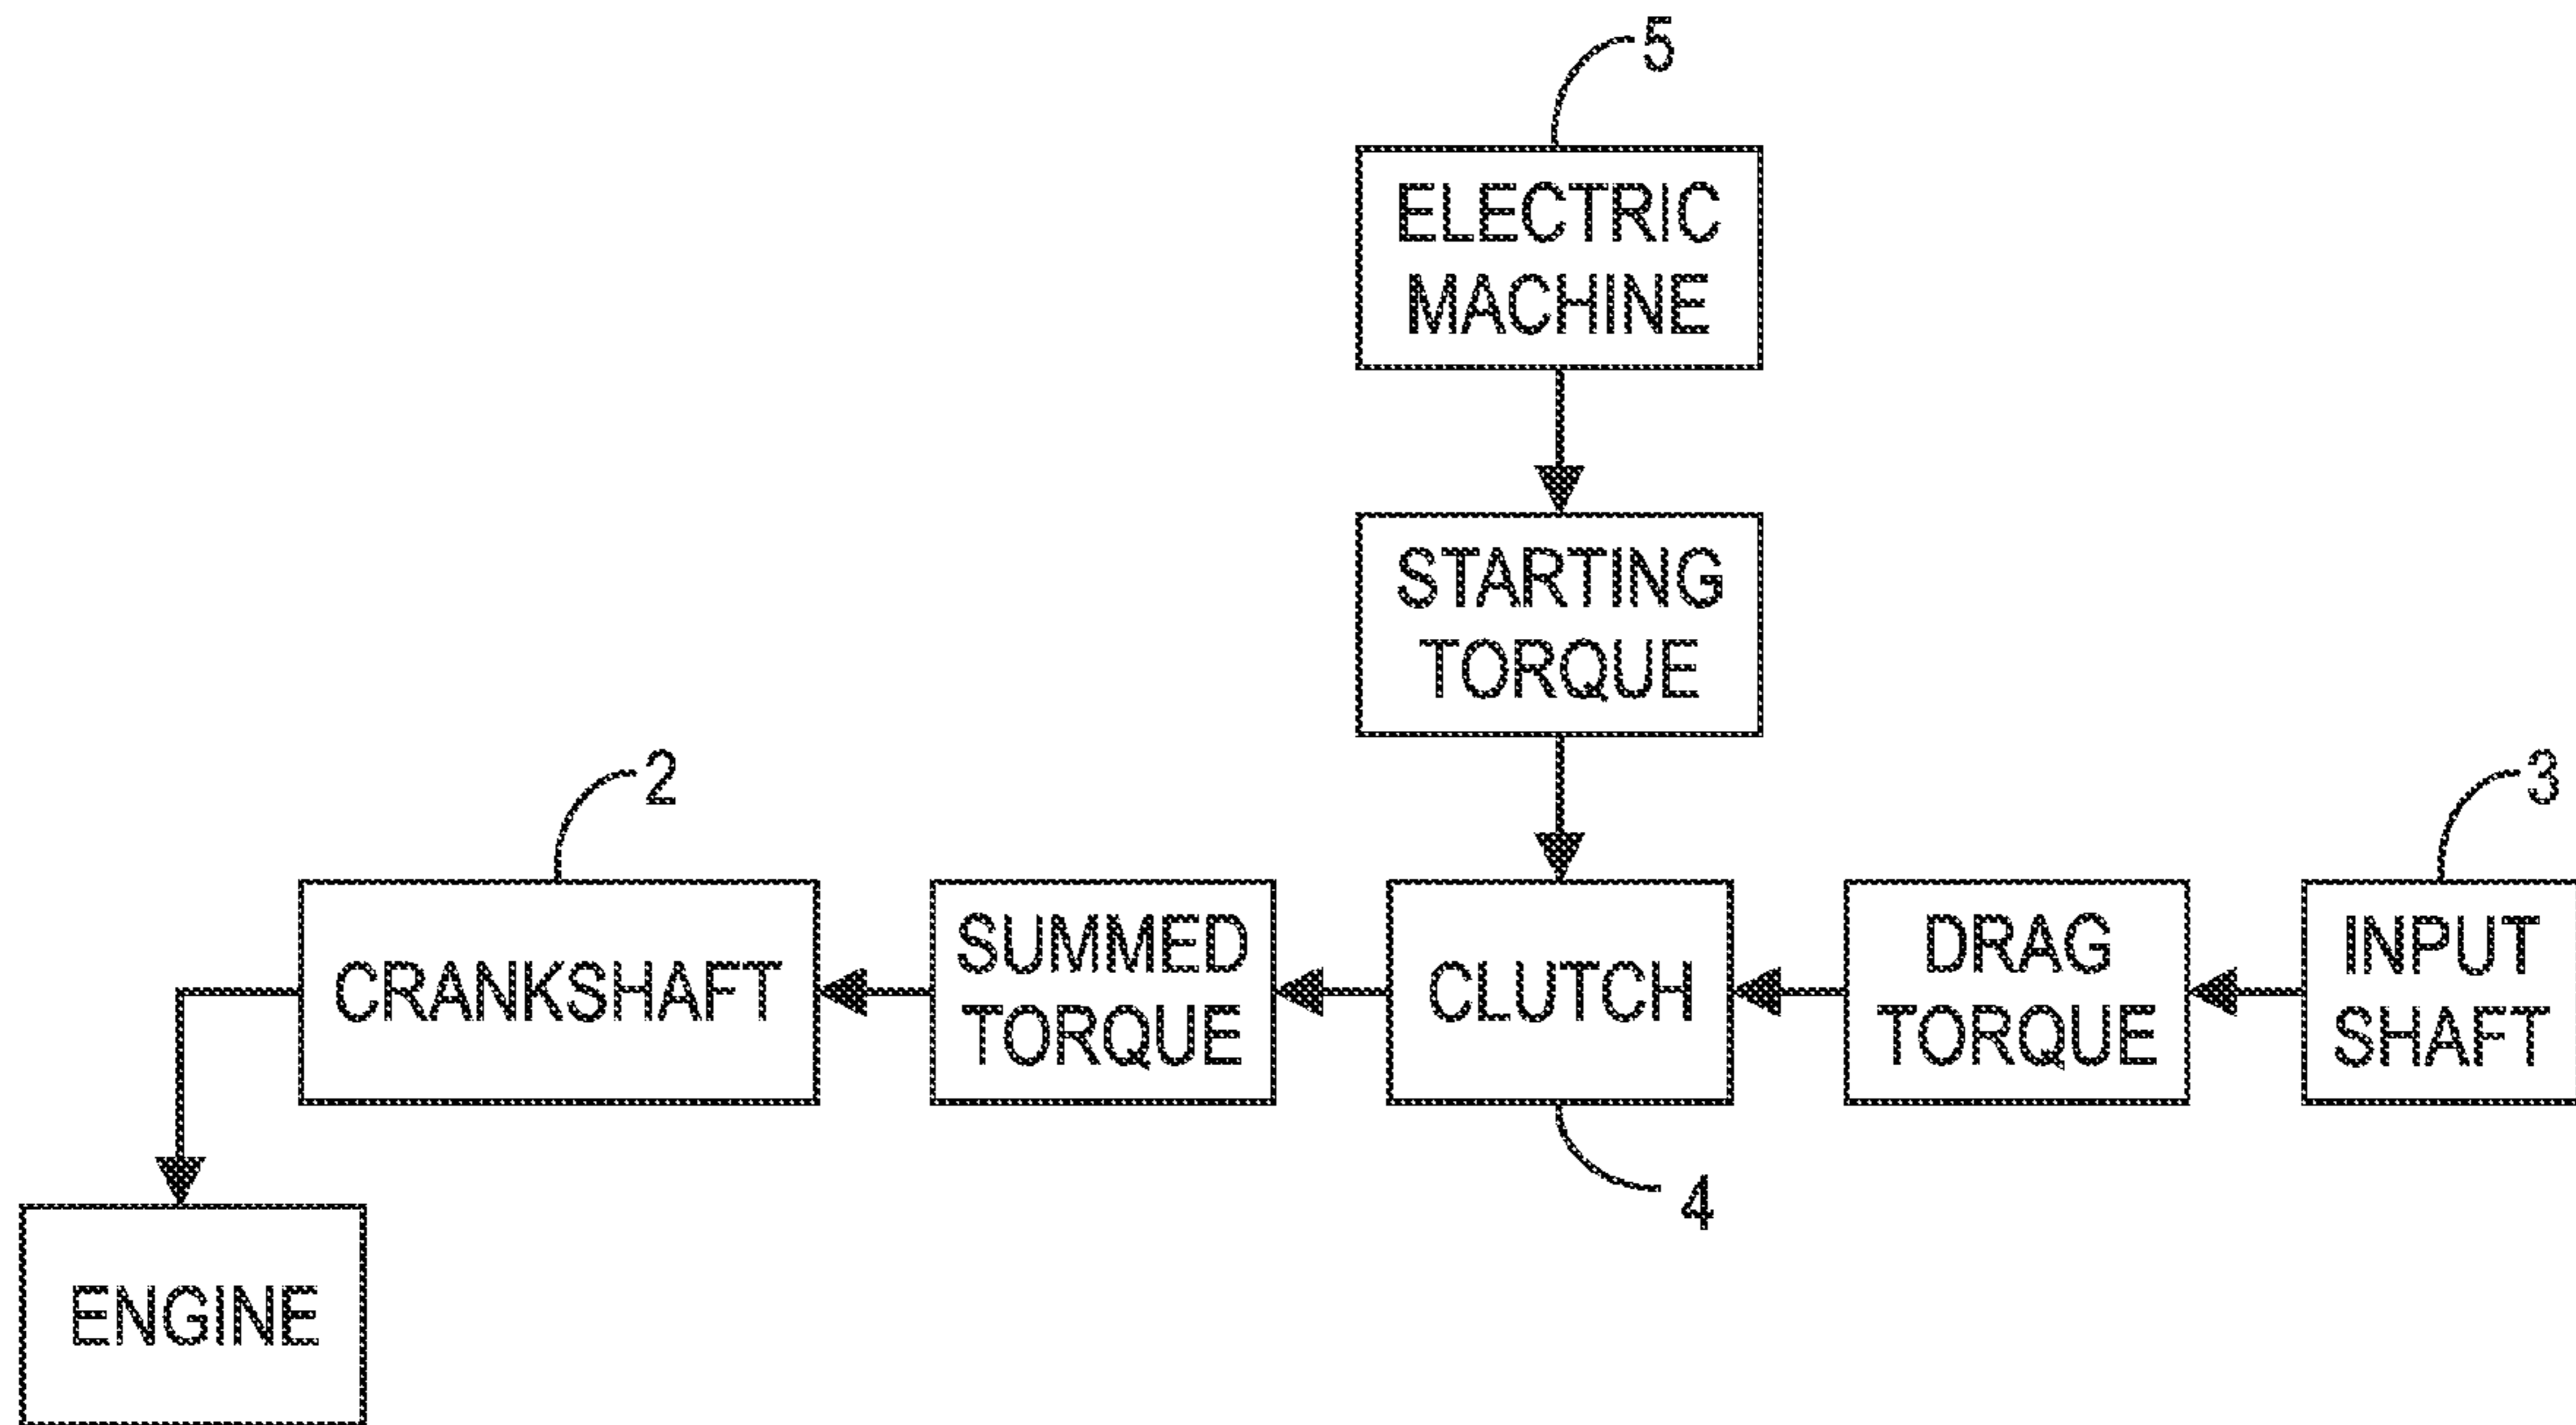 5
ELECTRIC
MACHINE
STARTING
TORQUE
2
3
CRANKSHAFT
SUMMED
TORQUE
CLUTCH
DRAG
TORQUE
INPUT
SHAFT
4
ENGINE